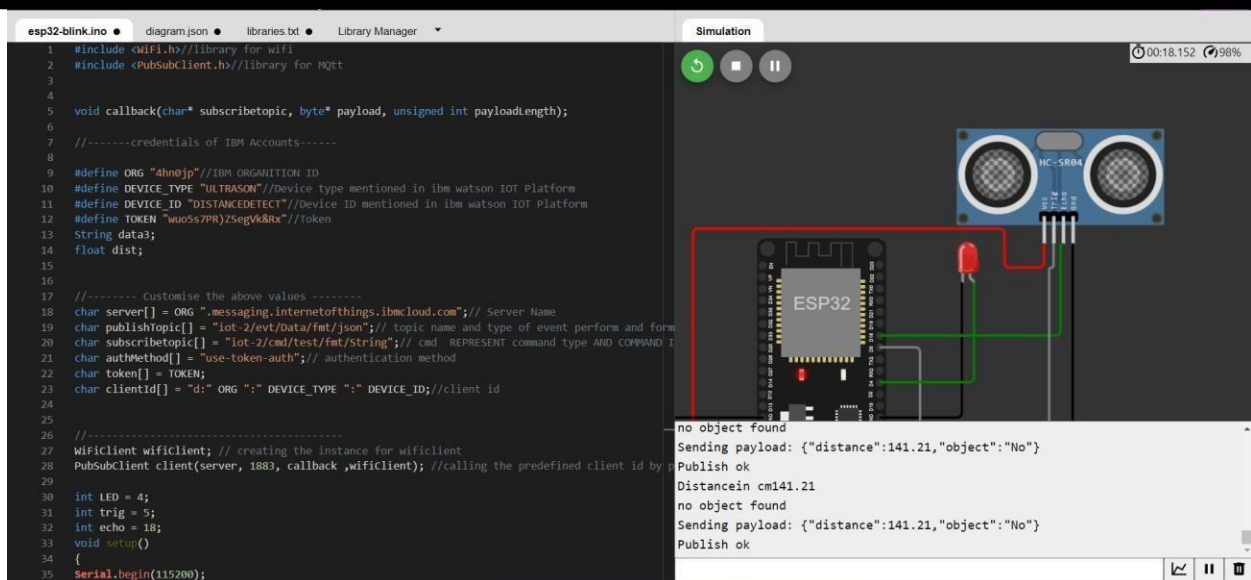 esp32-blink.ino ● diagram.json ● libraries.txt ● Library Manager ▼
1 #include <WiFi.h>//library for wifi
2 #include <PubSubClient.h>//library for MQtt
3
4
5 void callback(char* subscribetopic, byte* payload, unsigned int payloadLength);
6
7 //-------credentials of IBM Accounts------
8
9 #define ORG "4hn0jp"//IBM ORGANITION ID
10 #define DEVICE_TYPE "ULTRASON"//Device type mentioned in ibm watson IOT Platform
11 #define DEVICE_ID "DISTANCEDETECT"//Device ID mentioned in ibm watson IOT Platform
12 #define TOKEN "wuo5s7PR)ZSegVk&Rx"//Token
13 String data3;
14 float dist;
15
16
17 //-------- Customise the above values --------
18 char server[] = ORG ".messaging.internetofthings.ibmcloud.com";// Server Name
19 char publishTopic[] = "iot-2/evt/Data/fmt/json";// topic name and type of event perform and form
20 char subscribetopic[] = "iot-2/cmd/test/fmt/String";// cmd REPRESENT command type AND COMMAND I
21 char authMethod[] = "use-token-auth";// authentication method
22 char token[] = TOKEN;
23 char clientId[] = "d:" ORG ":" DEVICE_TYPE ":" DEVICE_ID;//client id
24
25
26 //-----------------------------------------
27 WiFiClient wifiClient; // creating the instance for wificlient
28 PubSubClient client(server, 1883, callback ,wifiClient); //calling the predefined client id by p
29
30 int LED = 4;
31 int trig = 5;
32 int echo = 18;
33 void setup()
34 {
35 Serial.begin(115200);
Simulation
00:18.152 98%
HC-SR04
Vcc
Trig
Echo
Gnd
ESP32
no object found
Sending payload: {"distance":141.21,"object":"No"}
Publish ok
Distancein cm141.21
no object found
Sending payload: {"distance":141.21,"object":"No"}
Publish ok